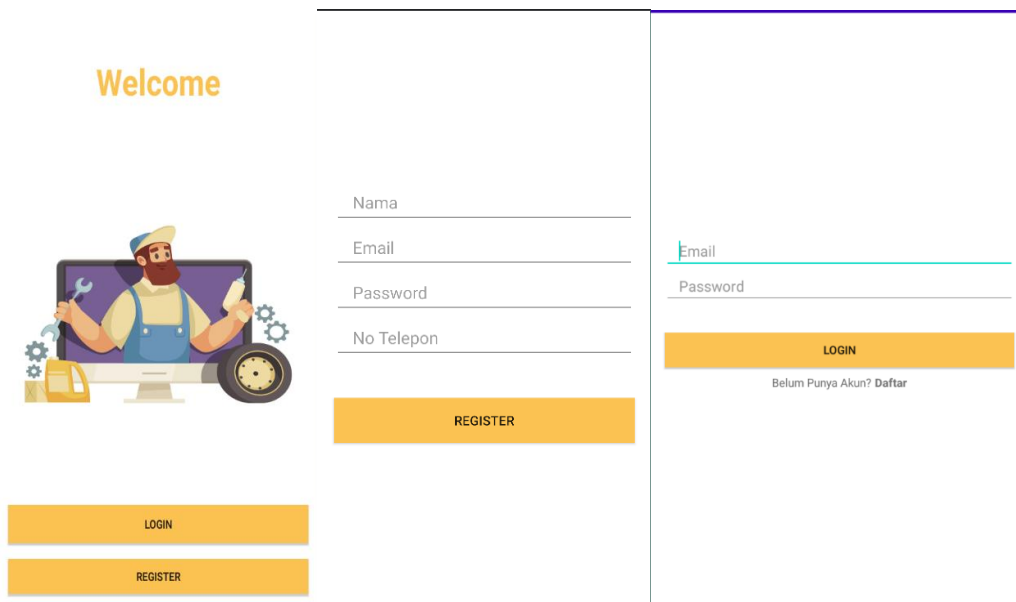 Welcome
LOGIN
REGISTER
Nama
Email
Password
No Telepon
REGISTER
Email
Password
LOGIN
Belum Punya Akun? Daftar